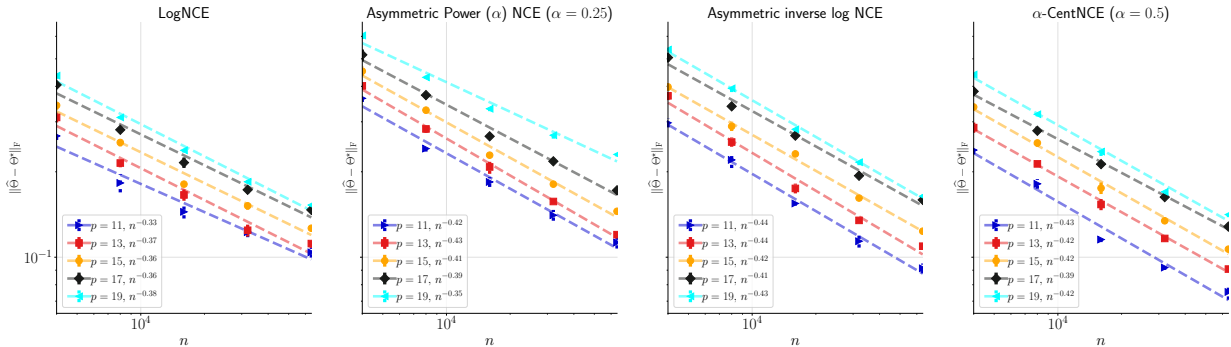 LogNCE
‖Θ̂ − Θ*‖F
10⁻¹
p = 11, n^−0.33
p = 13, n^−0.37
p = 15, n^−0.36
p = 17, n^−0.36
p = 19, n^−0.38
10⁴
n
Asymmetric Power (α) NCE (α = 0.25)
‖Θ̂ − Θ*‖F
p = 11, n^−0.42
p = 13, n^−0.43
p = 15, n^−0.41
p = 17, n^−0.39
p = 19, n^−0.35
10⁴
n
Asymmetric inverse log NCE
‖Θ̂ − Θ*‖F
p = 11, n^−0.44
p = 13, n^−0.44
p = 15, n^−0.42
p = 17, n^−0.41
p = 19, n^−0.43
10⁴
n
α-CentNCE (α = 0.5)
‖Θ̂ − Θ*‖F
p = 11, n^−0.43
p = 13, n^−0.42
p = 15, n^−0.42
p = 17, n^−0.39
p = 19, n^−0.42
10⁴
n